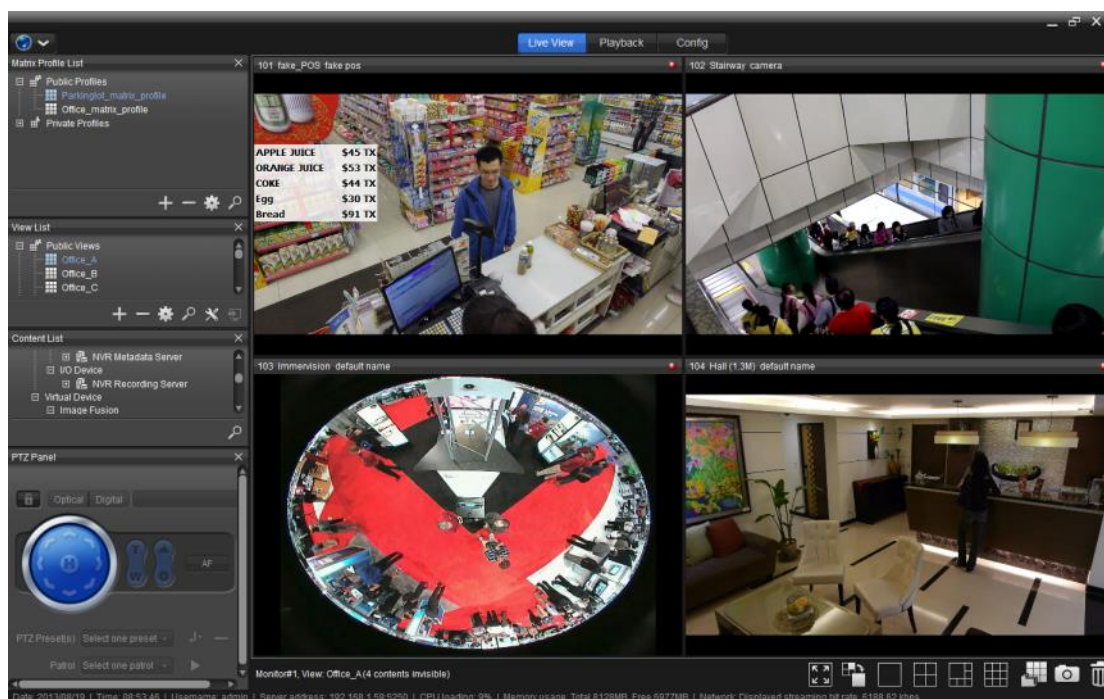 Live View Playback Config
Matrix Profile List
Public Profiles
Parkinglot_matrix_profile
Office_matrix_profile
Private Profiles
View List
Public Views
Office_A
Office_B
Office_C
Content List
NVR Metadata Server
I/O Device
NVR Recording Server
Virtual Device
Image Fusion
PTZ Panel
Optical Digital
T
W
AF
PTZ Preset(s) Select one preset
Patrol Select one patrol
101 fake_POS fake pos
APPLE JUICE $45 TX
ORANGE JUICE $53 TX
COKE $44 TX
Egg $30 TX
Bread $91 TX
102 Stairway camera
103 Immervision default name
104 Hall (1.3M) default name
Monitor#1, View: Office_A (4 contents invisible)
Date: 2013/08/19 | Time: 08:53:46 | Username: admin | Server address: 192.168.1.59:5250 | CPU loading: 9% | Memory usage: Total 8128MB, Free 6977MB | Network: Displayed streaming bit rate, 6188.62 kbps